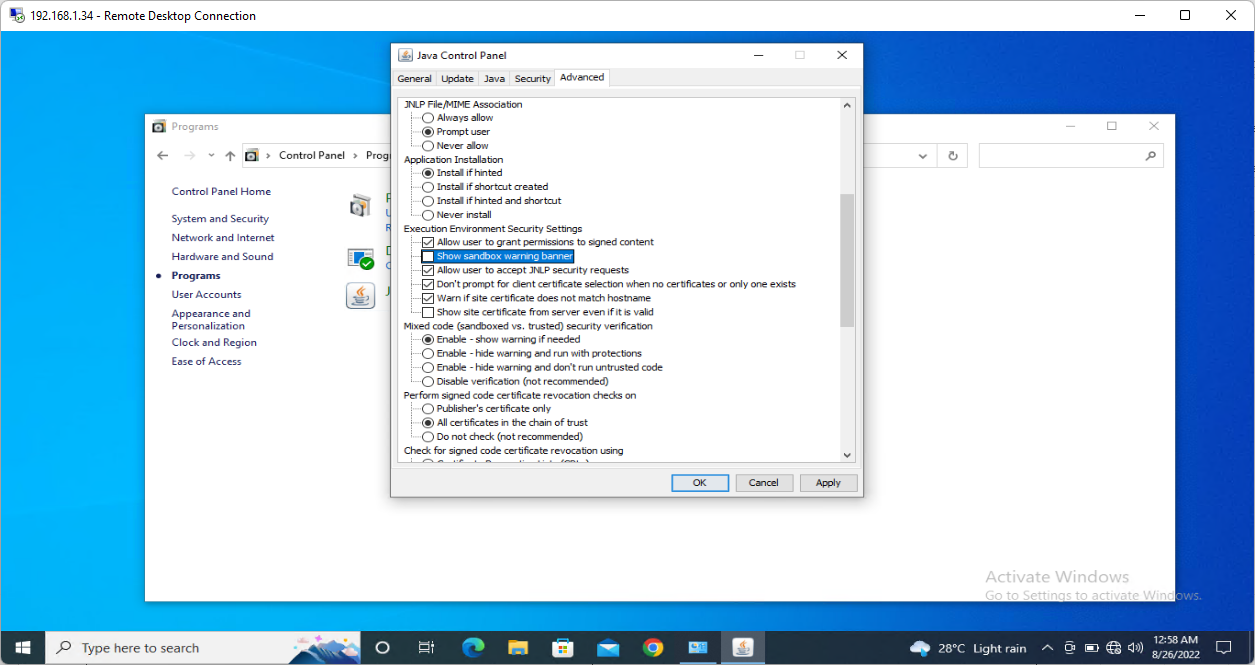 192.168.1.34 - Remote Desktop Connection
Java Control Panel
General Update Java Security Advanced
JNLP File/MIME Association
Always allow
Prompt user
Never allow
Application Installation
Install if hinted
Install if shortcut created
Install if hinted and shortcut
Never install
Execution Environment Security Settings
Allow user to grant permissions to signed content
Show sandbox warning banner
Allow user to accept JNLP security requests
Don't prompt for client certificate selection when no certificates or only one exists
Warn if site certificate does not match hostname
Show site certificate from server even if it is valid
Mixed code (sandboxed vs. trusted) security verification
Enable - show warning if needed
Enable - hide warning and run with protections
Enable - hide warning and don't run untrusted code
Disable verification (not recommended)
Perform signed code certificate revocation checks on
Publisher's certificate only
All certificates in the chain of trust
Do not check (not recommended)
Check for signed code certificate revocation using
OK Cancel Apply
Programs
Control Panel
Control Panel Home
System and Security
Network and Internet
Hardware and Sound
Programs
User Accounts
Appearance and
Personalization
Clock and Region
Ease of Access
Activate Windows
Go to Settings to activate Windows.
Type here to search
28°C Light rain
12:58 AM
8/26/2022